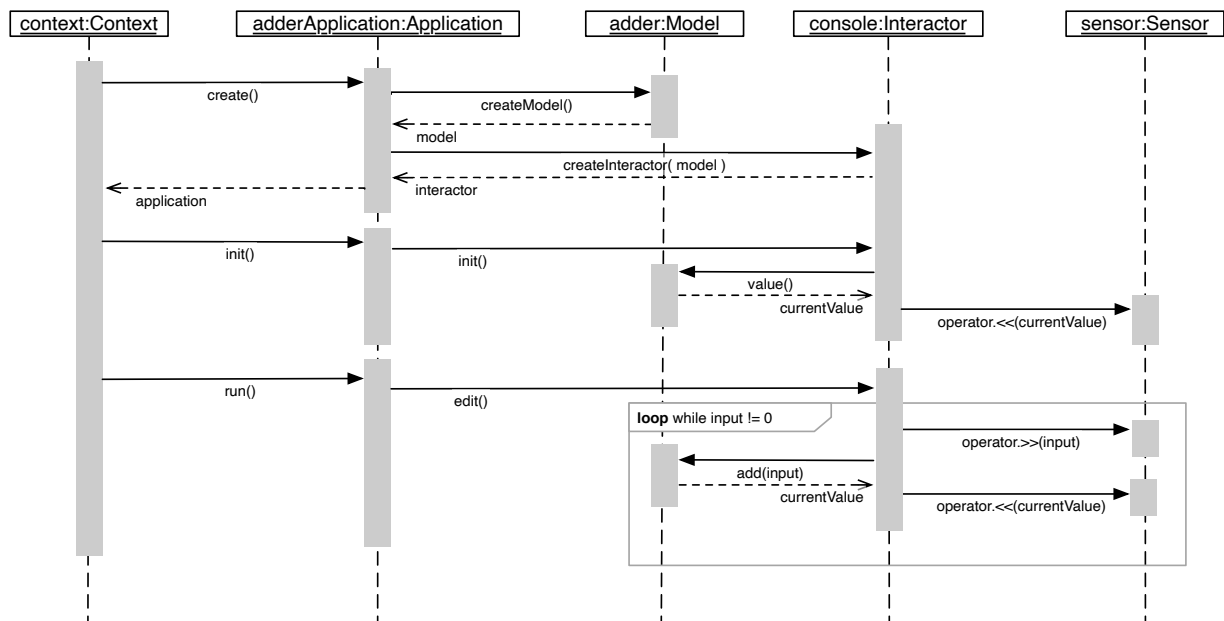 context:Context
adderApplication:Application
adder:Model
console:Interactor
sensor:Sensor
create()
createModel()
model
createInteractor( model )
interactor
application
init()
init()
value()
currentValue
operator.<<(currentValue)
run()
edit()
loop while input != 0
operator.>>(input)
add(input)
currentValue
operator.<<(currentValue)